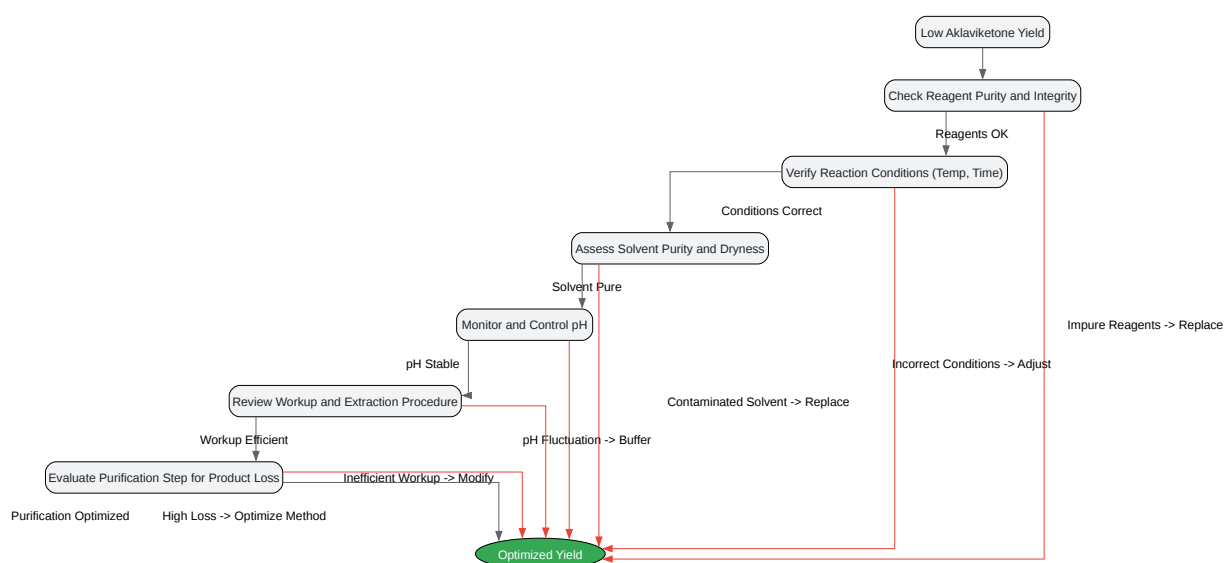 Low Aklaviketone Yield
Check Reagent Purity and Integrity
Reagents OK
Verify Reaction Conditions (Temp, Time)
Conditions Correct
Assess Solvent Purity and Dryness
Solvent Pure
Monitor and Control pH
Impure Reagents -> Replace
pH Stable
Incorrect Conditions -> Adjust
Review Workup and Extraction Procedure
Contaminated Solvent -> Replace
Workup Efficient
pH Fluctuation -> Buffer
Evaluate Purification Step for Product Loss
Inefficient Workup -> Modify
Purification Optimized
High Loss -> Optimize Method
Optimized Yield